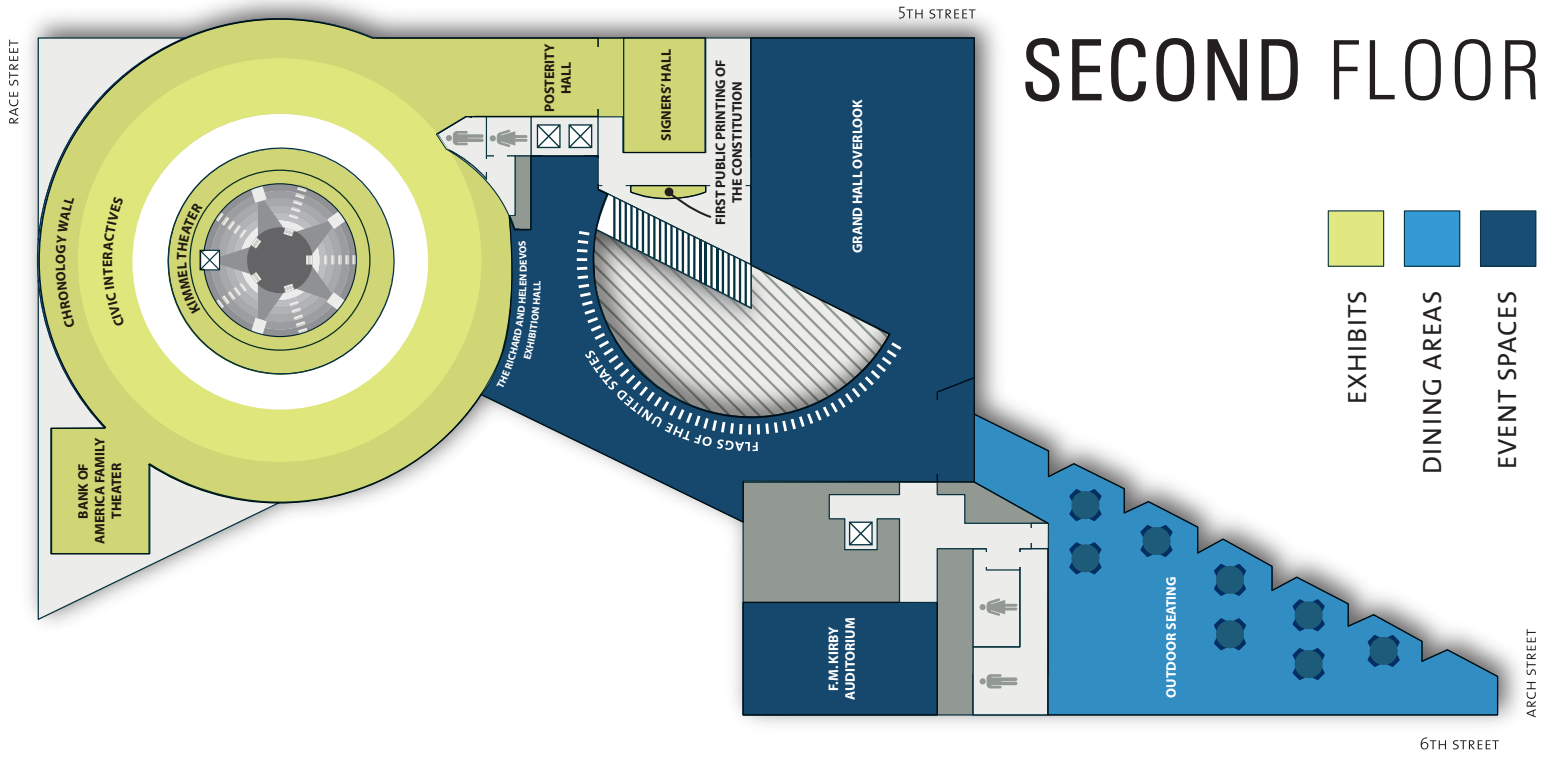 5TH STREET
RACE STREET
SECOND FLOOR
POSTERITY
HALL
SIGNERS' HALL
FIRST PUBLIC PRINTING OF
THE CONSTITUTION
GRAND HALL OVERLOOK
CHRONOLOGY WALL
CIVIC INTERACTIVES
KIMMEL THEATER
THE RICHARD AND HELEN DEVOS
EXHIBITION HALL
FLAGS OF THE UNITED STATES
BANK OF
AMERICA FAMILY
THEATER
EXHIBITS
DINING AREAS
EVENT SPACES
F.M. KIRBY
AUDITORIUM
OUTDOOR SEATING
ARCH STREET
6TH STREET